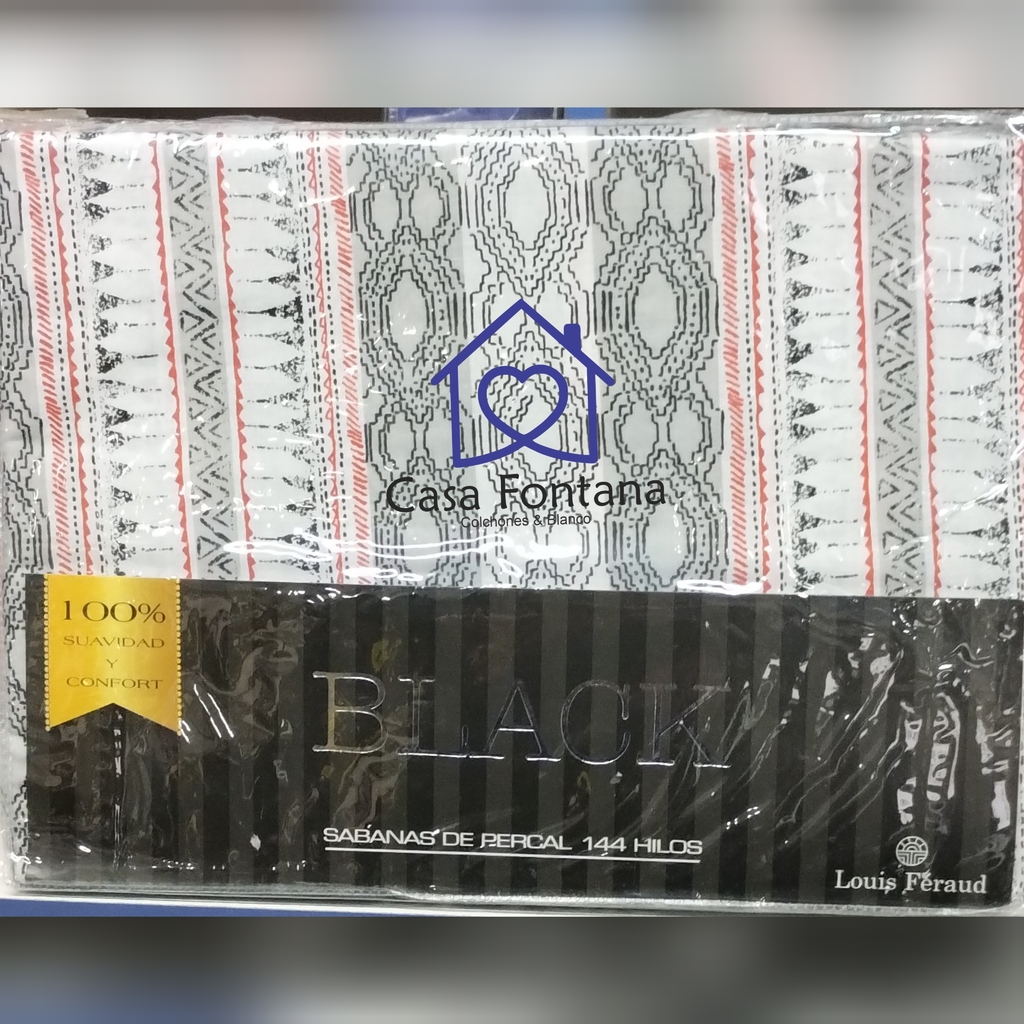 Casa Fontana
Colchones & Blanco
100%
SUAVIDAD
Y
CONFORT
BLACK
SABANAS DE PERCAL 144 HILOS
Louis Féraud